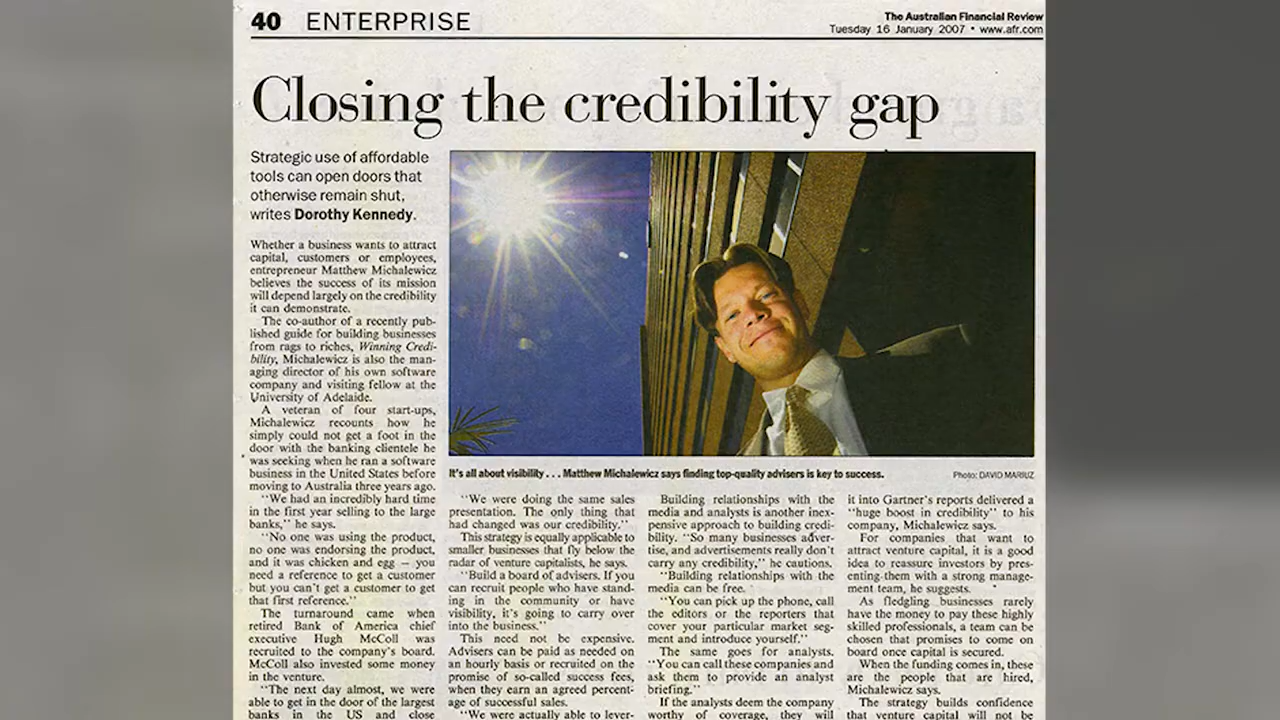 40 ENTERPRISE
The Australian Financial Review
Tuesday 16 January 2007 • www.afr.com
Closing the credibility gap
Strategic use of affordable
tools can open doors that
otherwise remain shut,
writes Dorothy Kennedy.
Whether a business wants to attract
capital, customers or employees,
entrepreneur Matthew Michalewicz
believes the success of its mission
will depend largely on the credibility
it can demonstrate.
The co-author of a recently pub-
lished guide for building businesses
from rags to riches, Winning Credi-
bility, Michalewicz is also the man-
aging director of his own software
company and visiting fellow at the
University of Adelaide.
A veteran of four start-ups,
Michalewicz recounts how he
simply could not get a foot in the
door with the banking clientele he
was seeking when he ran a software
business in the United States before
moving to Australia three years ago.
"We had an incredibly hard time
in the first year selling to the large
banks," he says.
"No one was using the product,
no one was endorsing the product,
and it was chicken and egg – you
need a reference to get a customer
but you can't get a customer to get
that first reference."
The turnaround came when
retired Bank of America chief
executive Hugh McColl was
recruited to the company's board.
McColl also invested some money
in the venture.
"The next day almost, we were
able to get in the door of the largest
banks in the US and close
It's all about visibility . . . Matthew Michalewicz says finding top-quality advisers is key to success.
Photo: DAVID MARIUZ
"We were doing the same sales
presentation. The only thing that
had changed was our credibility."
This strategy is equally applicable to
smaller businesses that fly below the
radar of venture capitalists, he says.
"Build a board of advisers. If you
can recruit people who have stand-
ing in the community or have
visibility, it's going to carry over
into the business."
This need not be expensive.
Advisers can be paid as needed on
an hourly basis or recruited on the
promise of so-called success fees,
when they earn an agreed percent-
age of successful sales.
"We were actually able to lever-
Building relationships with the
media and analysts is another inex-
pensive approach to building credi-
bility. "So many businesses adver-
tise, and advertisements really don't
carry any credibility," he cautions.
"Building relationships with the
media can be free.
"You can pick up the phone, call
the editors or the reporters that
cover your particular market seg-
ment and introduce yourself."
The same goes for analysts.
"You can call these companies and
ask them to provide an analyst
briefing."
If the analysts deem the company
worthy of coverage, they will
it into Gartner's reports delivered a
"huge boost in credibility" to his
company, Michalewicz says.
For companies that want to
attract venture capital, it is a good
idea to reassure investors by pres-
enting them with a strong manage-
ment team, he suggests.
As fledgling businesses rarely
have the money to pay these highly
skilled professionals, a team can be
chosen that promises to come on
board once capital is secured.
When the funding comes in, these
are the people that are hired,
Michalewicz says.
The strategy builds confidence
that venture capital will not be